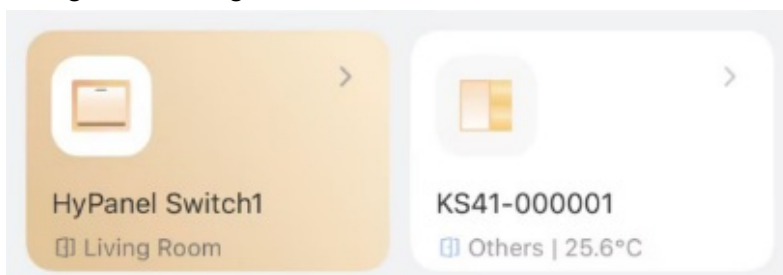 HyPanel Switch1
Living Room
KS41-000001
Others | 25.6°C